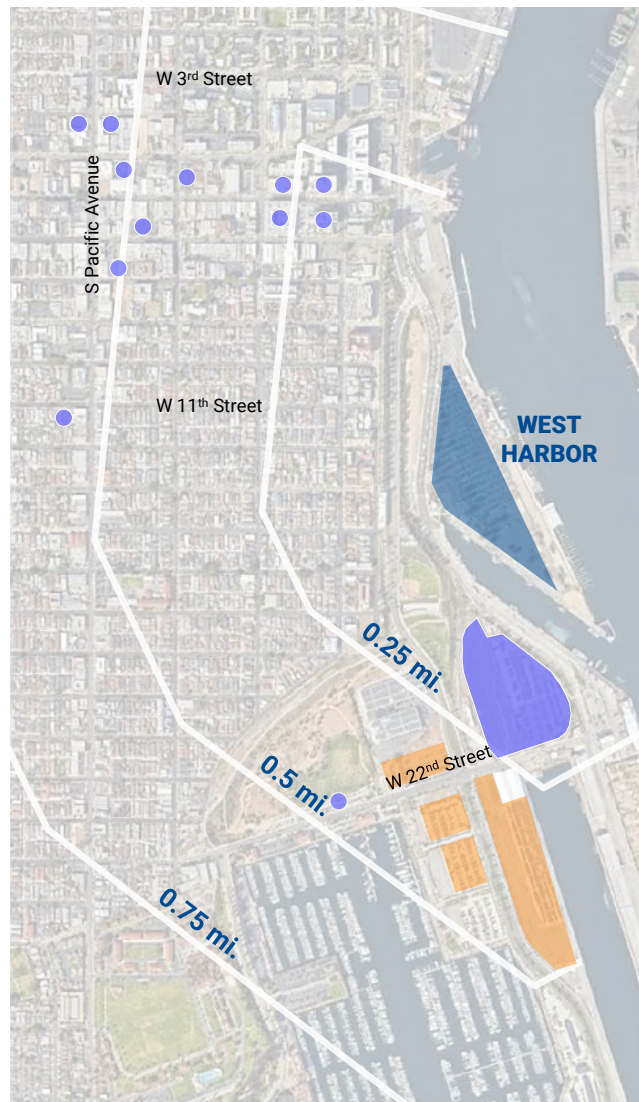 W 3rd Street
S Pacific Avenue
W 11th Street
WEST
HARBOR
0.25 mi.
W 22nd Street
0.5 mi.
0.75 mi.